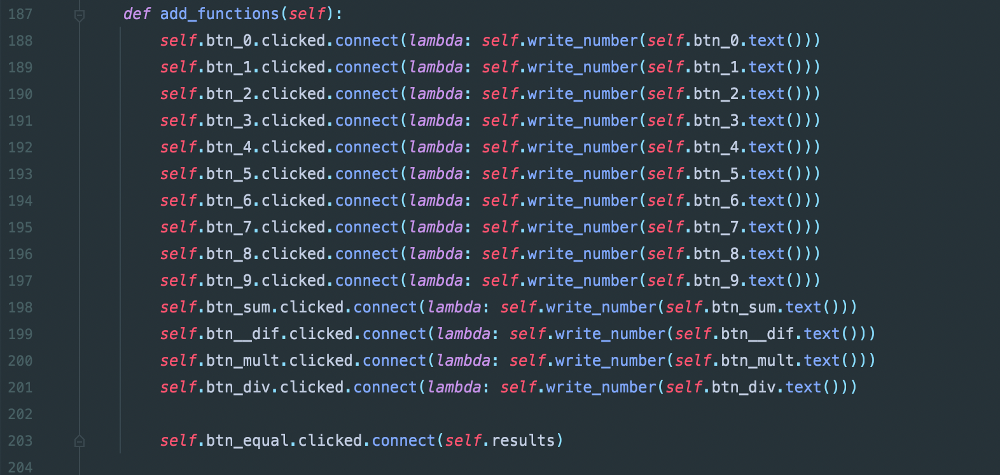 187 def add_functions(self):
188 self.btn_0.clicked.connect(lambda: self.write_number(self.btn_0.text()))
189 self.btn_1.clicked.connect(lambda: self.write_number(self.btn_1.text()))
190 self.btn_2.clicked.connect(lambda: self.write_number(self.btn_2.text()))
191 self.btn_3.clicked.connect(lambda: self.write_number(self.btn_3.text()))
192 self.btn_4.clicked.connect(lambda: self.write_number(self.btn_4.text()))
193 self.btn_5.clicked.connect(lambda: self.write_number(self.btn_5.text()))
194 self.btn_6.clicked.connect(lambda: self.write_number(self.btn_6.text()))
195 self.btn_7.clicked.connect(lambda: self.write_number(self.btn_7.text()))
196 self.btn_8.clicked.connect(lambda: self.write_number(self.btn_8.text()))
197 self.btn_9.clicked.connect(lambda: self.write_number(self.btn_9.text()))
198 self.btn_sum.clicked.connect(lambda: self.write_number(self.btn_sum.text()))
199 self.btn__dif.clicked.connect(lambda: self.write_number(self.btn__dif.text()))
200 self.btn_mult.clicked.connect(lambda: self.write_number(self.btn_mult.text()))
201 self.btn_div.clicked.connect(lambda: self.write_number(self.btn_div.text()))
202
203 self.btn_equal.clicked.connect(self.results)
204